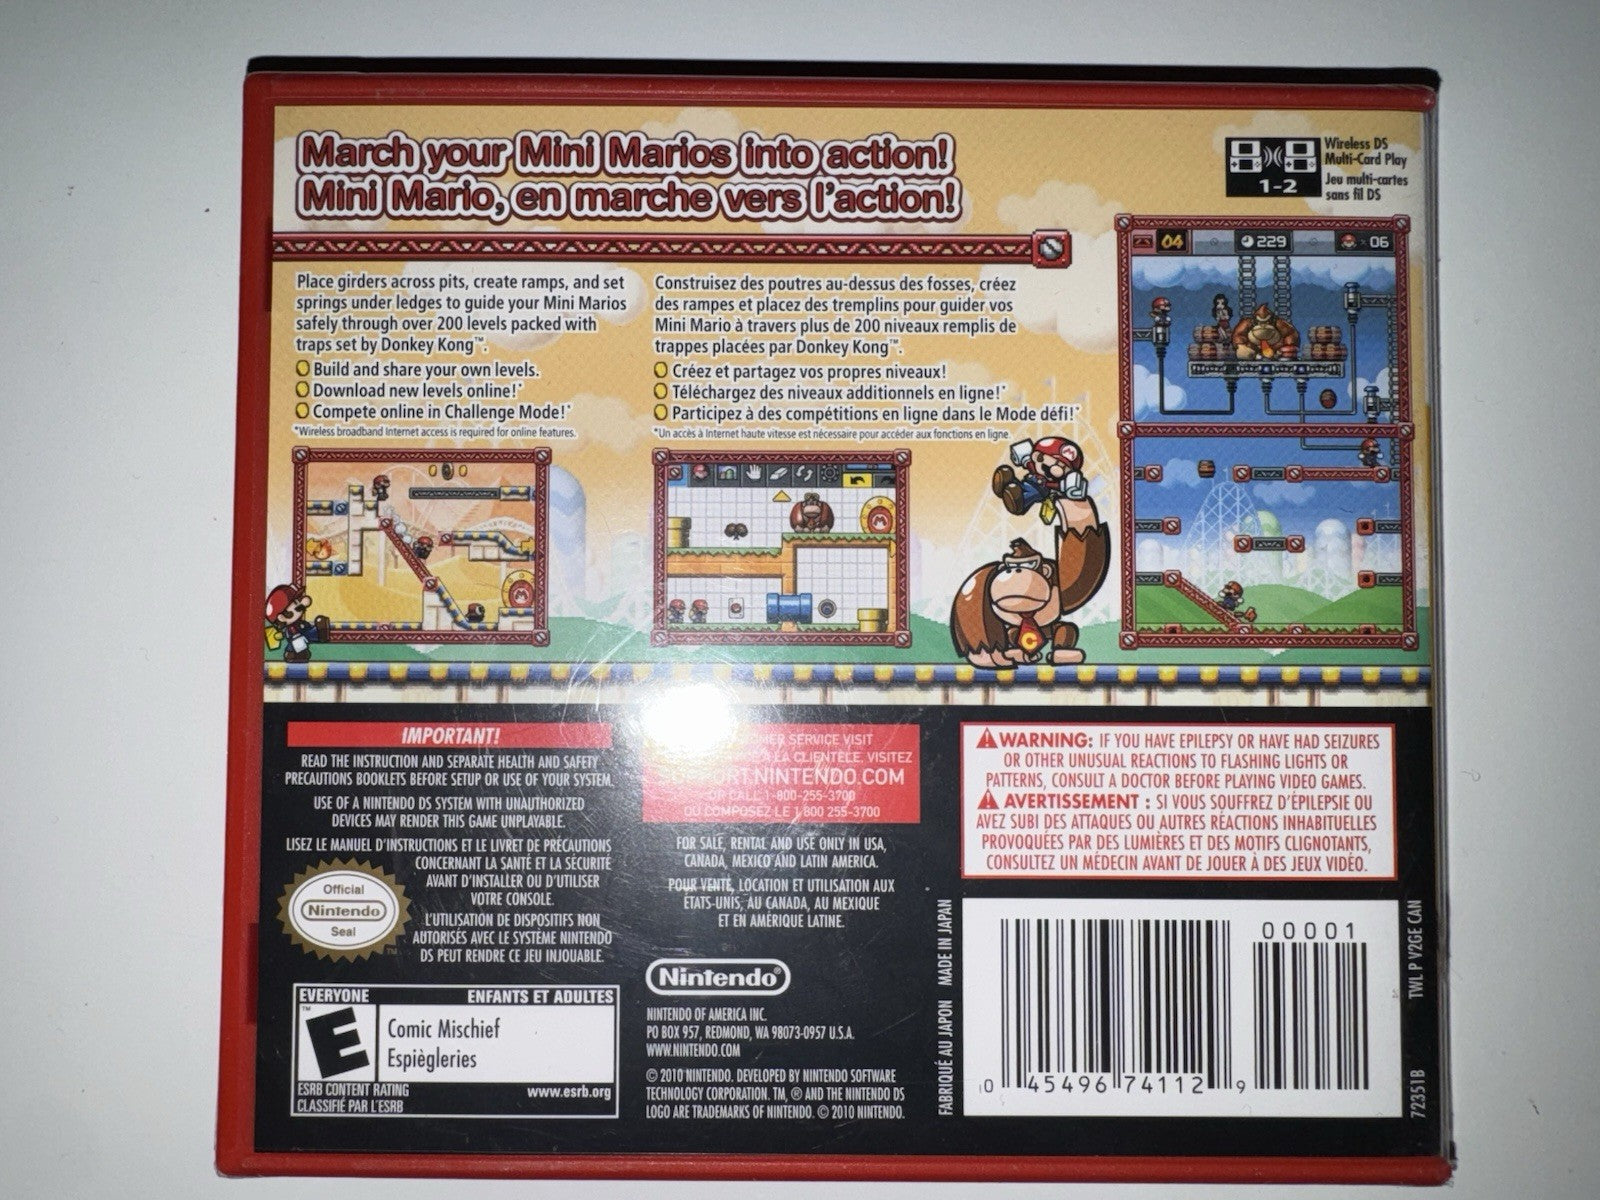 March your Mini Marios into action!
Mini Mario, en marche vers l'action!
1-2
Wireless DS
Multi-Card Play
Jeu multi-cartes
sans fil DS
Place girders across pits, create ramps, and set
springs under ledges to guide your Mini Marios
safely through over 200 levels packed with
traps set by Donkey Kong™.
Build and share your own levels.
Download new levels online!*
Compete online in Challenge Mode!*
*Wireless broadband Internet access is required for online features.
Construisez des poutres au-dessus des fosses, créez
des rampes et placez des tremplins pour guider vos
Mini Mario à travers plus de 200 niveaux remplis de
trappes placées par Donkey Kong™.
Créez et partagez vos propres niveaux!
Téléchargez des niveaux additionnels en ligne!*
Participez à des compétitions en ligne dans le Mode défi!*
*Un accès à Internet haute vitesse est nécessaire pour accéder aux fonctions en ligne.
04 229 06
IMPORTANT!
READ THE INSTRUCTION AND SEPARATE HEALTH AND SAFETY
PRECAUTIONS BOOKLETS BEFORE SETUP OR USE OF YOUR SYSTEM.
USE OF A NINTENDO DS SYSTEM WITH UNAUTHORIZED
DEVICES MAY RENDER THIS GAME UNPLAYABLE.
LISEZ LE MANUEL D'INSTRUCTIONS ET LE LIVRET DE PRÉCAUTIONS
CONCERNANT LA SANTÉ ET LA SÉCURITÉ
AVANT D'INSTALLER OU D'UTILISER
VOTRE CONSOLE.
L'UTILISATION DE DISPOSITIFS NON
AUTORISÉS AVEC LE SYSTÈME NINTENDO
DS PEUT RENDRE CE JEU INJOUABLE.
Official
Nintendo
Seal
™
EVERYONE ENFANTS ET ADULTES
E
Comic Mischief
Espiègleries
ESRB CONTENT RATING www.esrb.org
CLASSIFIÉ PAR L'ESRB
SERVICE VISIT
À LA CLIENTÈLE, VISITEZ
NINTENDO.COM
OR CALL 1-800-255-3700
OU COMPOSEZ LE 1 800 255-3700
FOR SALE, RENTAL AND USE ONLY IN USA,
CANADA, MEXICO AND LATIN AMERICA.
POUR VENTE, LOCATION ET UTILISATION AUX
ÉTATS-UNIS, AU CANADA, AU MEXIQUE
ET EN AMÉRIQUE LATINE.
Nintendo®
NINTENDO OF AMERICA INC.
PO BOX 957, REDMOND, WA 98073-0957 U.S.A.
WWW.NINTENDO.COM
© 2010 NINTENDO. DEVELOPED BY NINTENDO SOFTWARE
TECHNOLOGY CORPORATION. TM, ® AND THE NINTENDO DS
LOGO ARE TRADEMARKS OF NINTENDO. © 2010 NINTENDO.
WARNING: IF YOU HAVE EPILEPSY OR HAVE HAD SEIZURES
OR OTHER UNUSUAL REACTIONS TO FLASHING LIGHTS OR
PATTERNS, CONSULT A DOCTOR BEFORE PLAYING VIDEO GAMES.
AVERTISSEMENT : SI VOUS SOUFFREZ D'ÉPILEPSIE OU
AVEZ SUBI DES ATTAQUES OU AUTRES RÉACTIONS INHABITUELLES
PROVOQUÉES PAR DES LUMIÈRES ET DES MOTIFS CLIGNOTANTS,
CONSULTEZ UN MÉDECIN AVANT DE JOUER À DES JEUX VIDÉO.
FABRIQUÉ AU JAPON MADE IN JAPAN
00001
0 45496 74112 9
72351B TWL P V2GE CAN